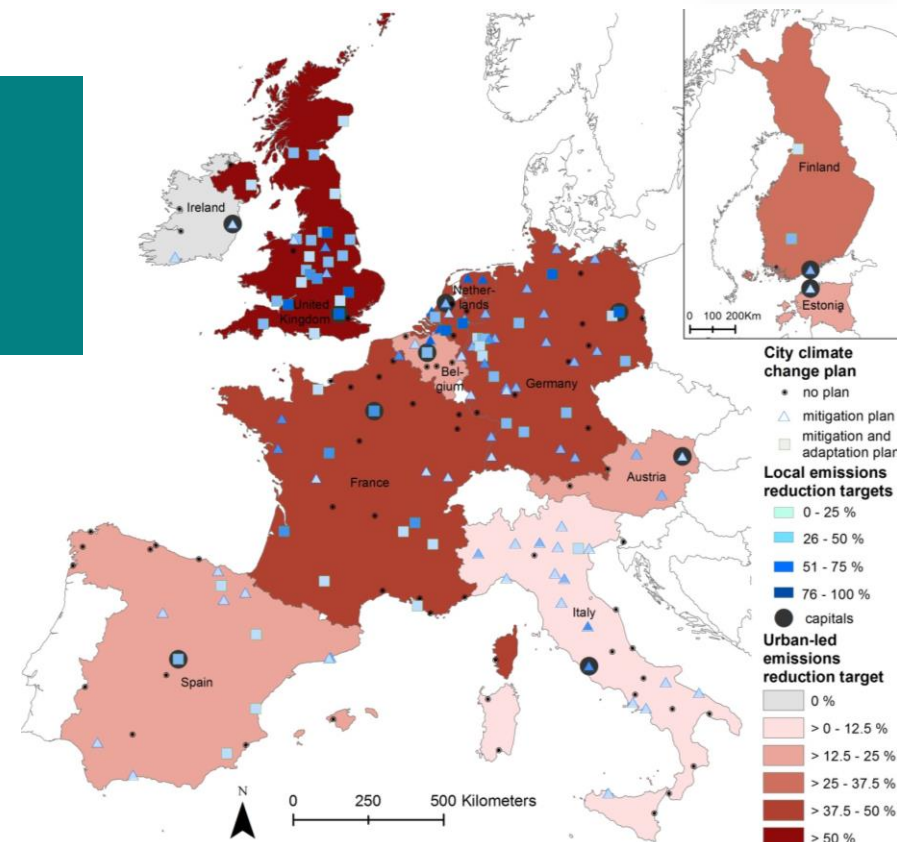 Ireland
United
Kingdom
Nether-
lands
Bel-
gium
Germany
France
Austria
Italy
Spain
N
0 250 500 Kilometers
Finland
Estonia
0 100 200Km
City climate
change plan
no plan
mitigation plan
mitigation and
adaptation plan
Local emissions
reduction targets
0 - 25 %
26 - 50 %
51 - 75 %
76 - 100 %
capitals
Urban-led
emissions
reduction target
0 %
> 0 - 12.5 %
> 12.5 - 25 %
> 25 - 37.5 %
> 37.5 - 50 %
> 50 %